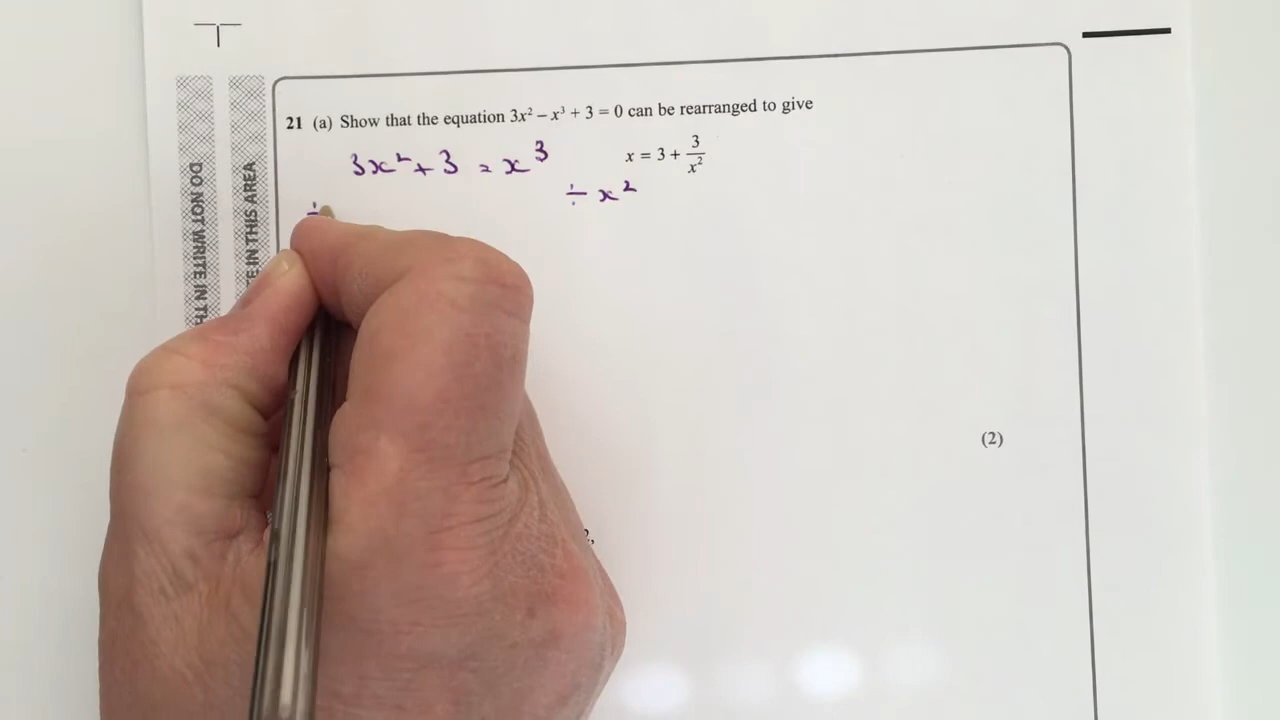 21 (a) Show that the equation 3x² – x³ + 3 = 0 can be rearranged to give
x = 3 + 3/x²
3x² + 3 = x³
÷ x²
÷
(2)
DO NOT WRITE IN TH
E IN THIS AREA